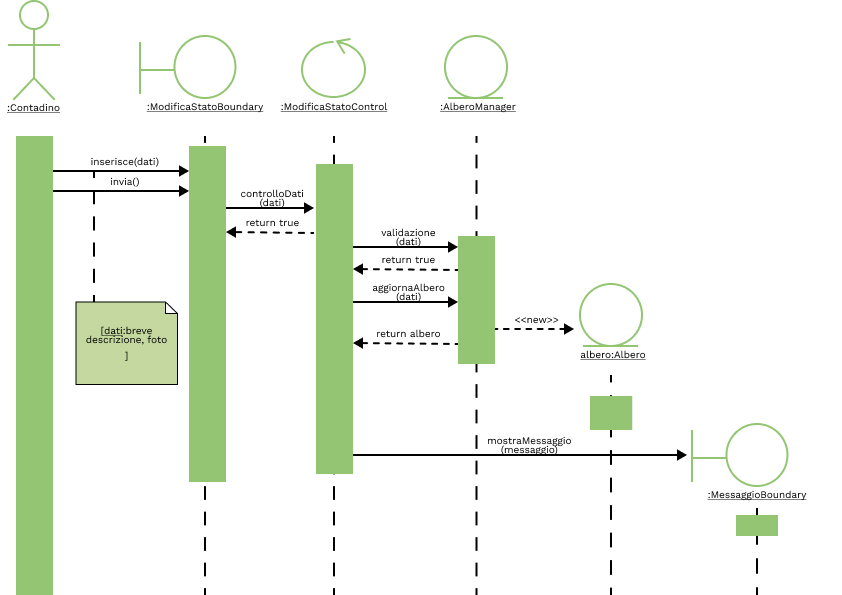 :Contadino
:ModificaStatoBoundary
:ModificaStatoControl
:AlberoManager
inserisce(dati)
invia()
controlloDati
(dati)
return true
validazione
(dati)
return true
aggiornaAlbero
(dati)
<<new>>
return albero
[dati:breve
descrizione, foto
]
albero:Albero
mostraMessaggio
(messaggio)
:MessaggioBoundary